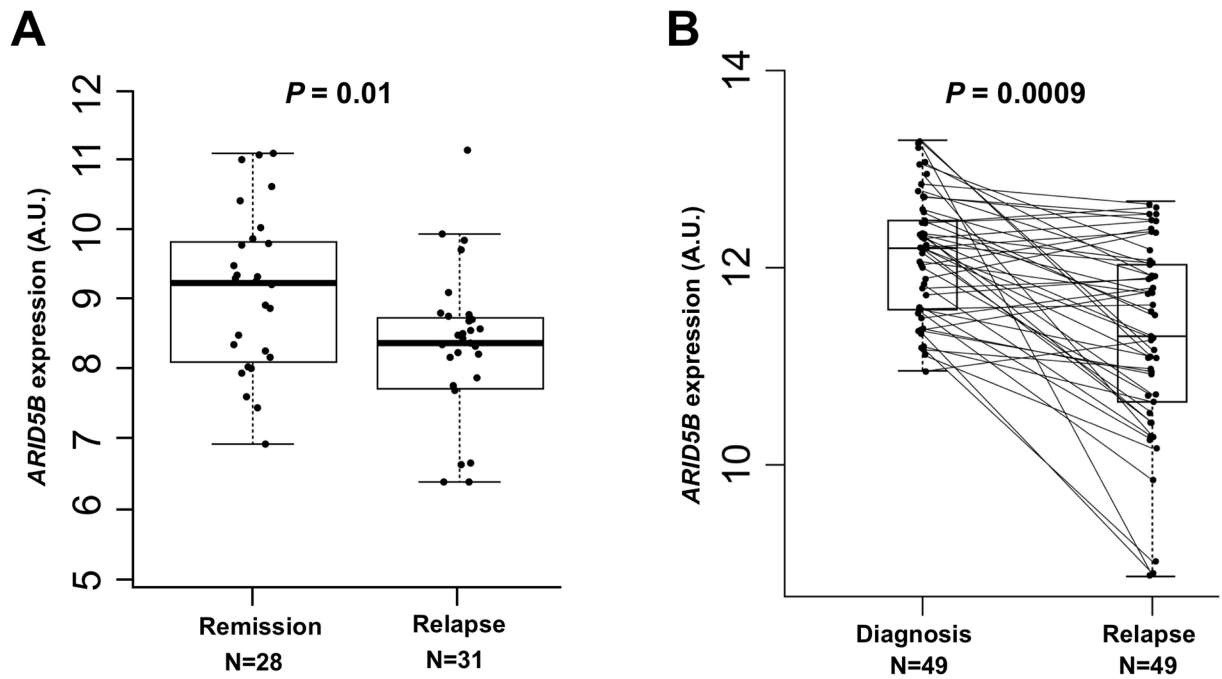 A
P = 0.01
ARID5B expression (A.U.)
12
11
10
9
8
7
6
5
Remission
N=28
Relapse
N=31
B
P = 0.0009
ARID5B expression (A.U.)
14
12
10
Diagnosis
N=49
Relapse
N=49